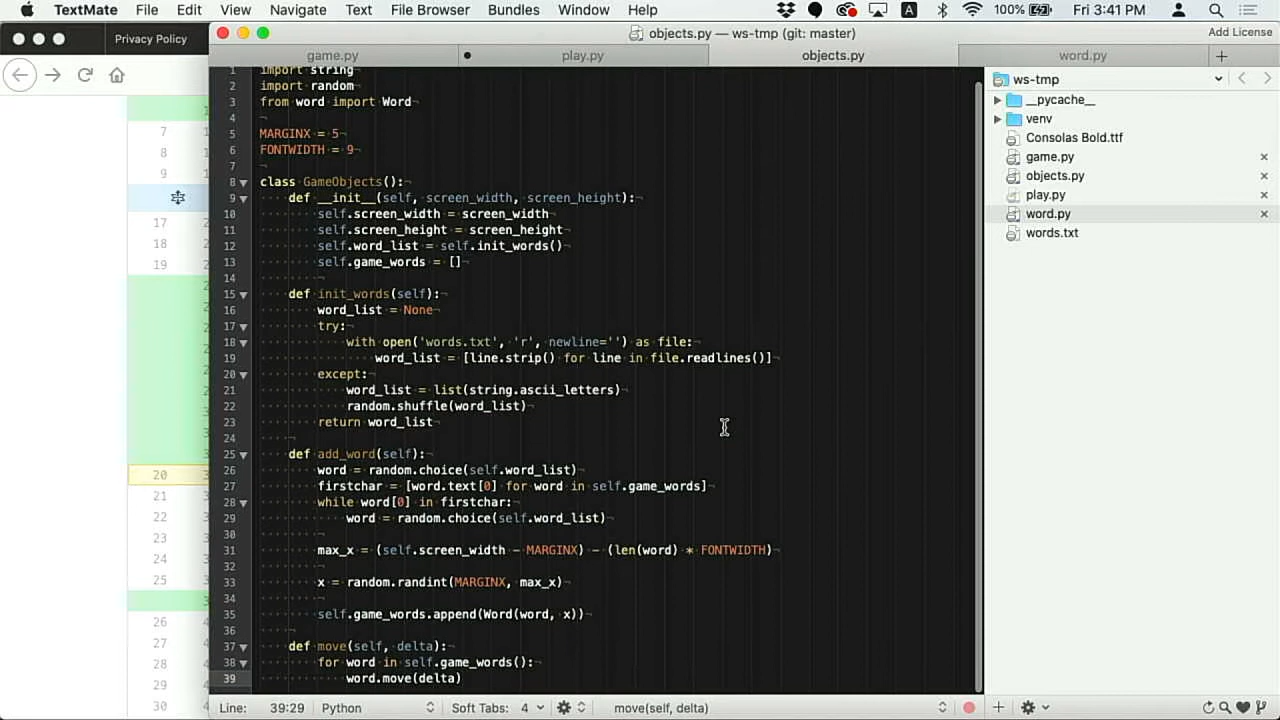 TextMate File Edit View Navigate Text File Browser Bundles Window Help A 100% Fri 3:41 PM
Privacy Policy
objects.py — ws-tmp (git: master)
Add License
game.py play.py objects.py word.py
1 import string
2 import random
3 from word import Word
4
5 MARGINX = 5
6 FONTWIDTH = 9
7
8 class GameObjects():
9 def __init__(self, screen_width, screen_height):
10 self.screen_width = screen_width
11 self.screen_height = screen_height
12 self.word_list = self.init_words()
13 self.game_words = []
14
15 def init_words(self):
16 word_list = None
17 try:
18 with open('words.txt', 'r', newline='') as file:
19 word_list = [line.strip() for line in file.readlines()]
20 except:
21 word_list = list(string.ascii_letters)
22 random.shuffle(word_list)
23 return word_list
24
25 def add_word(self):
26 word = random.choice(self.word_list)
27 firstchar = [word.text[0] for word in self.game_words]
28 while word[0] in firstchar:
29 word = random.choice(self.word_list)
30
31 max_x = (self.screen_width - MARGINX) - (len(word) * FONTWIDTH)
32
33 x = random.randint(MARGINX, max_x)
34
35 self.game_words.append(Word(word, x))
36
37 def move(self, delta):
38 for word in self.game_words():
39 word.move(delta)
ws-tmp
__pycache__
venv
Consolas Bold.ttf
game.py
objects.py
play.py
word.py
words.txt
7
8
9
17
18
19
20
21
22
23
24
25
26
27
28
29
30
Line: 39:29 Python Soft Tabs: 4 move(self, delta)